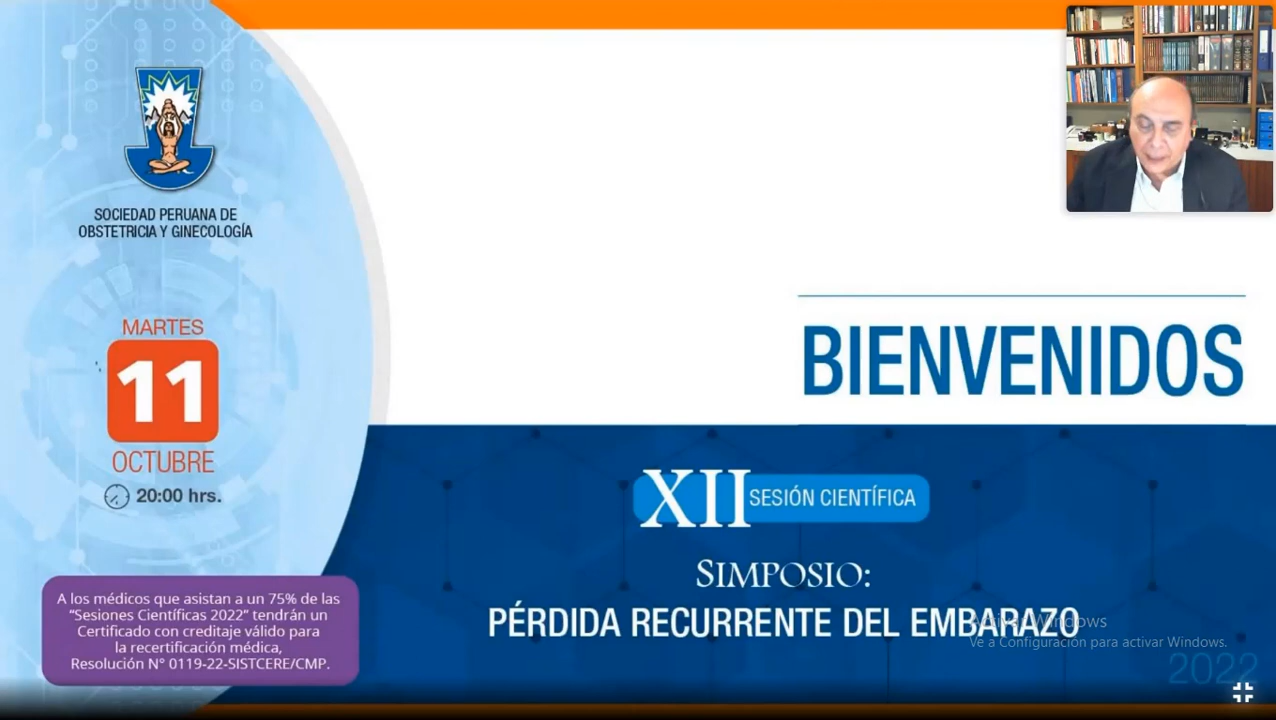 SOCIEDAD PERUANA DE
OBSTETRICIA Y GINECOLOGÍA
MARTES
11
OCTUBRE
20:00 hrs.
A los médicos que asistan a un 75% de las
“Sesiones Científicas 2022” tendrán un
Certificado con creditaje válido para
la recertificación médica,
Resolución N° 0119-22-SISTCERE/CMP.
BIENVENIDOS
XII SESIÓN CIENTÍFICA
SIMPOSIO:
PÉRDIDA RECURRENTE DEL EMBARAZO
Activar Windows
Ve a Configuración para activar Windows.
2022